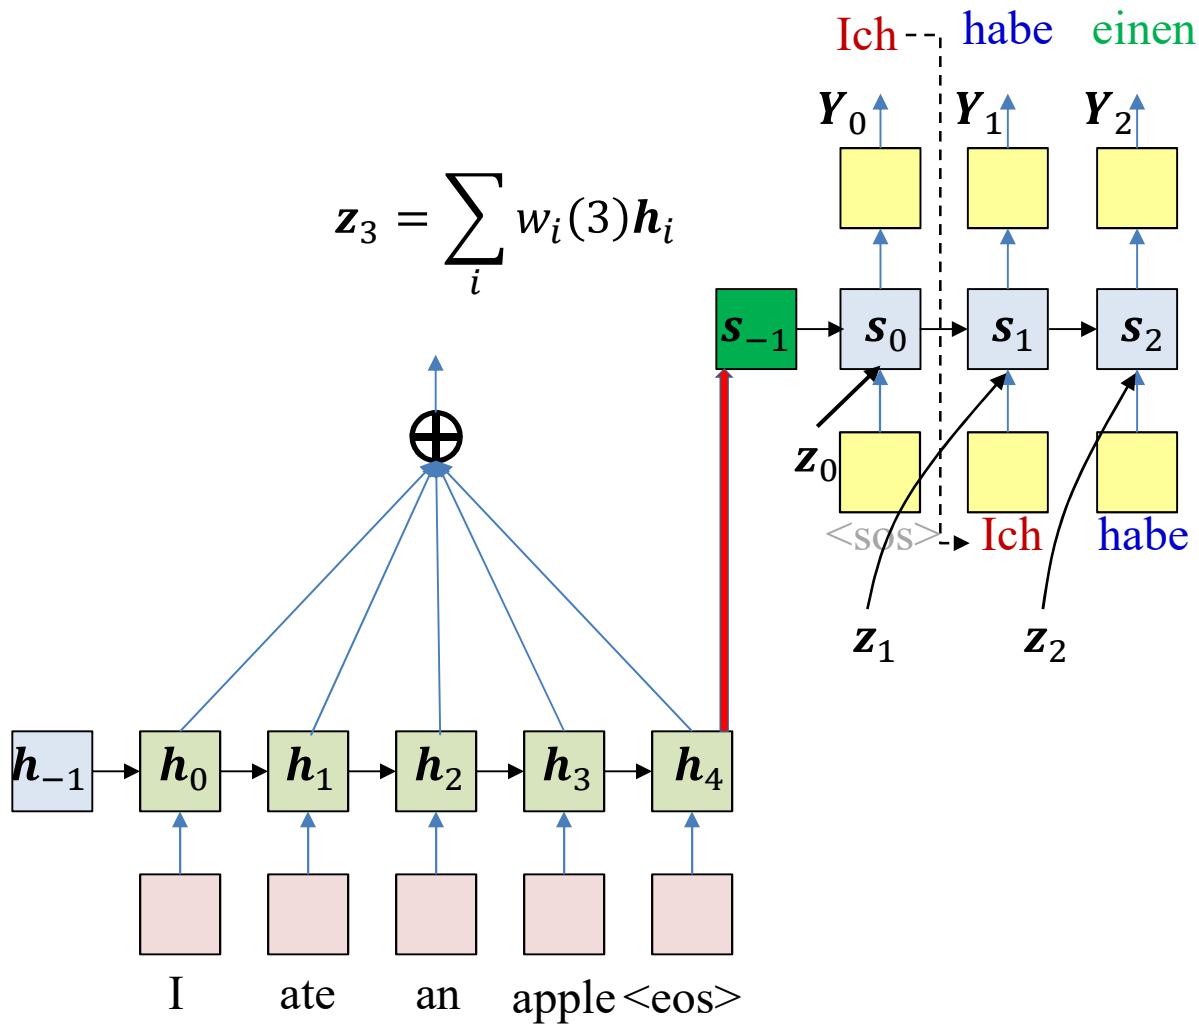 Ich habe einen
Y₀ Y₁ Y₂
z₃ = ∑ᵢ wᵢ(3)hᵢ
s₋₁ s₀ s₁ s₂
z₀
<sos> Ich habe
z₁ z₂
h₋₁ h₀ h₁ h₂ h₃ h₄
I ate an apple <eos>